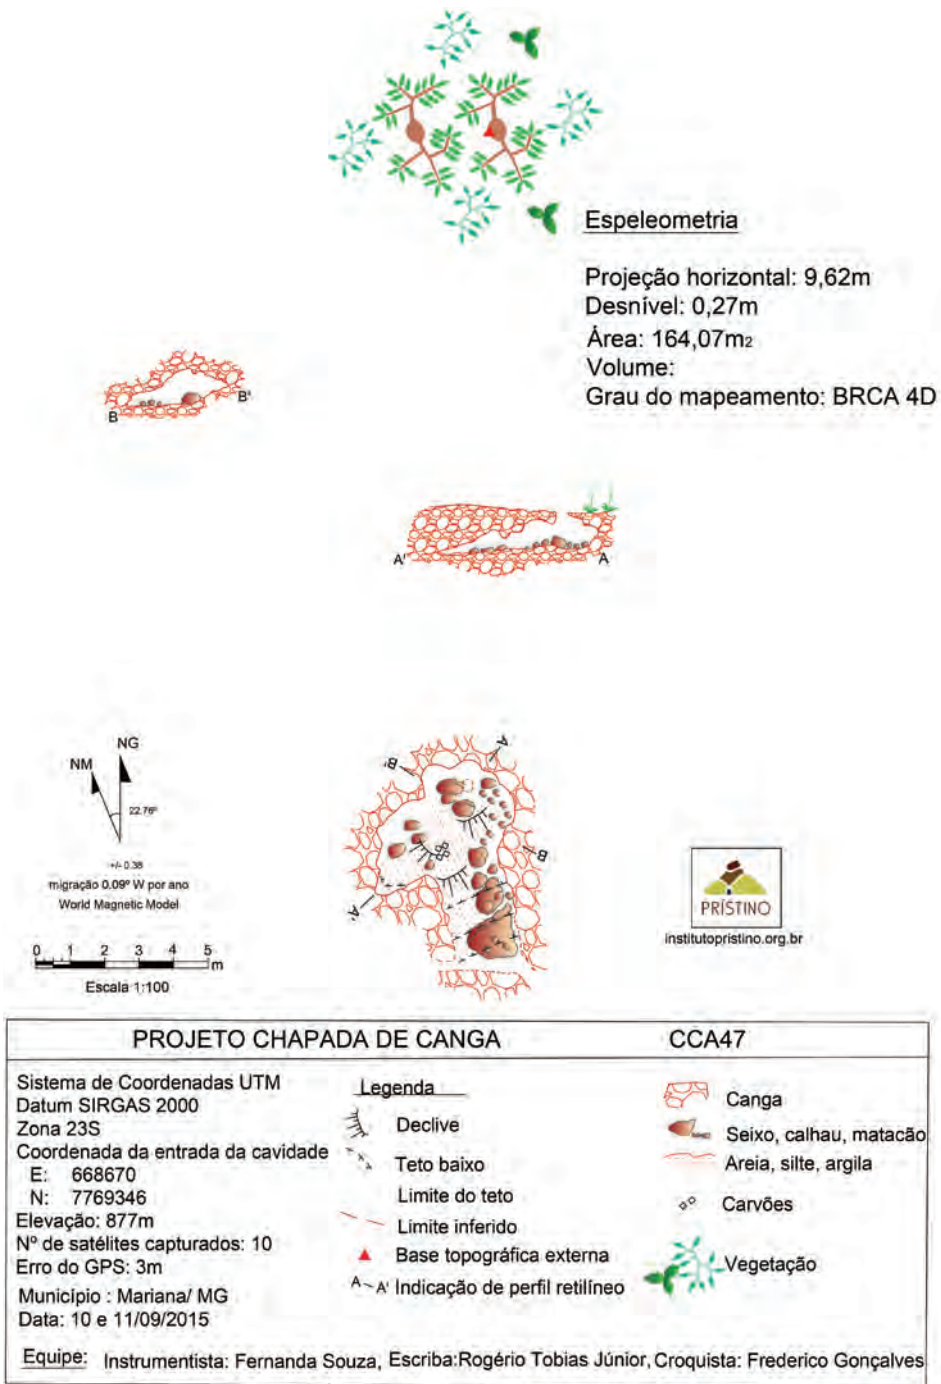 Espeleometria
Projeção horizontal: 9,62m
Desnível: 0,27m
Área: 164,07m2
Volume:
Grau do mapeamento: BRCA 4D
B
B'
A'
A
NG
NM
22.76º
+/- 0.38
migração 0.09º W por ano
World Magnetic Model
0 1 2 3 4 5
m
Escala 1:100
A
B'
B
A'
PRÍSTINO
institutopristino.org.br
PROJETO CHAPADA DE CANGA CCA47
Sistema de Coordenadas UTM
Datum SIRGAS 2000
Zona 23S
Coordenada da entrada da cavidade
E: 668670
N: 7769346
Elevação: 877m
Nº de satélites capturados: 10
Erro do GPS: 3m
Município : Mariana/ MG
Data: 10 e 11/09/2015
Legenda
Declive
Teto baixo
Limite do teto
Limite inferido
Base topográfica externa
A A' Indicação de perfil retilíneo
Canga
Seixo, calhau, matacão
Areia, silte, argila
Carvões
Vegetação
Equipe: Instrumentista: Fernanda Souza, Escriba:Rogério Tobias Júnior, Croquista: Frederico Gonçalves